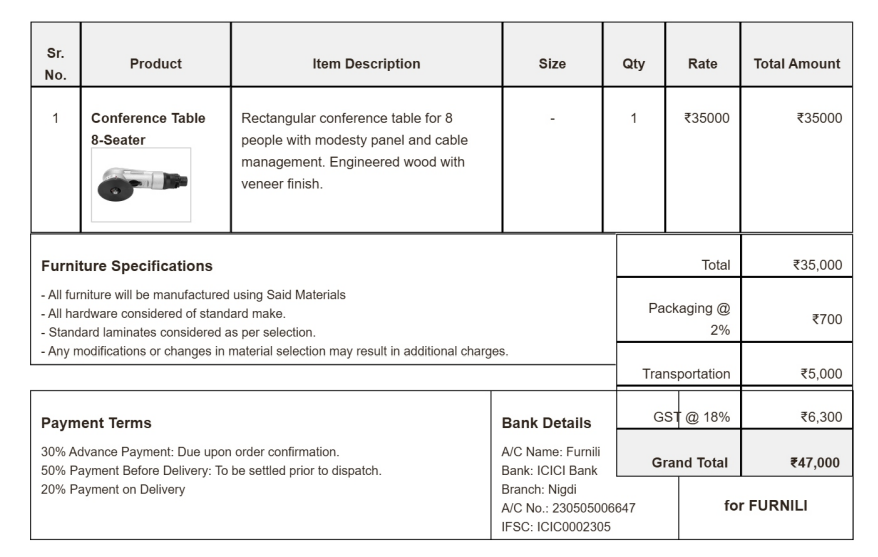 Sr.
No.
Product
Item Description
Size
Qty
Rate
Total Amount
1
Conference Table
8-Seater
Rectangular conference table for 8
people with modesty panel and cable
management. Engineered wood with
veneer finish.
-
1
₹35000
₹35000
Furniture Specifications
- All furniture will be manufactured using Said Materials
- All hardware considered of standard make.
- Standard laminates considered as per selection.
- Any modifications or changes in material selection may result in additional charges.
Total
₹35,000
Packaging @
2%
₹700
Transportation
₹5,000
GST @ 18%
₹6,300
Grand Total
₹47,000
Payment Terms
30% Advance Payment: Due upon order confirmation.
50% Payment Before Delivery: To be settled prior to dispatch.
20% Payment on Delivery
Bank Details
A/C Name: Furnili
Bank: ICICI Bank
Branch: Nigdi
A/C No.: 230505006647
IFSC: ICIC0002305
for FURNILI